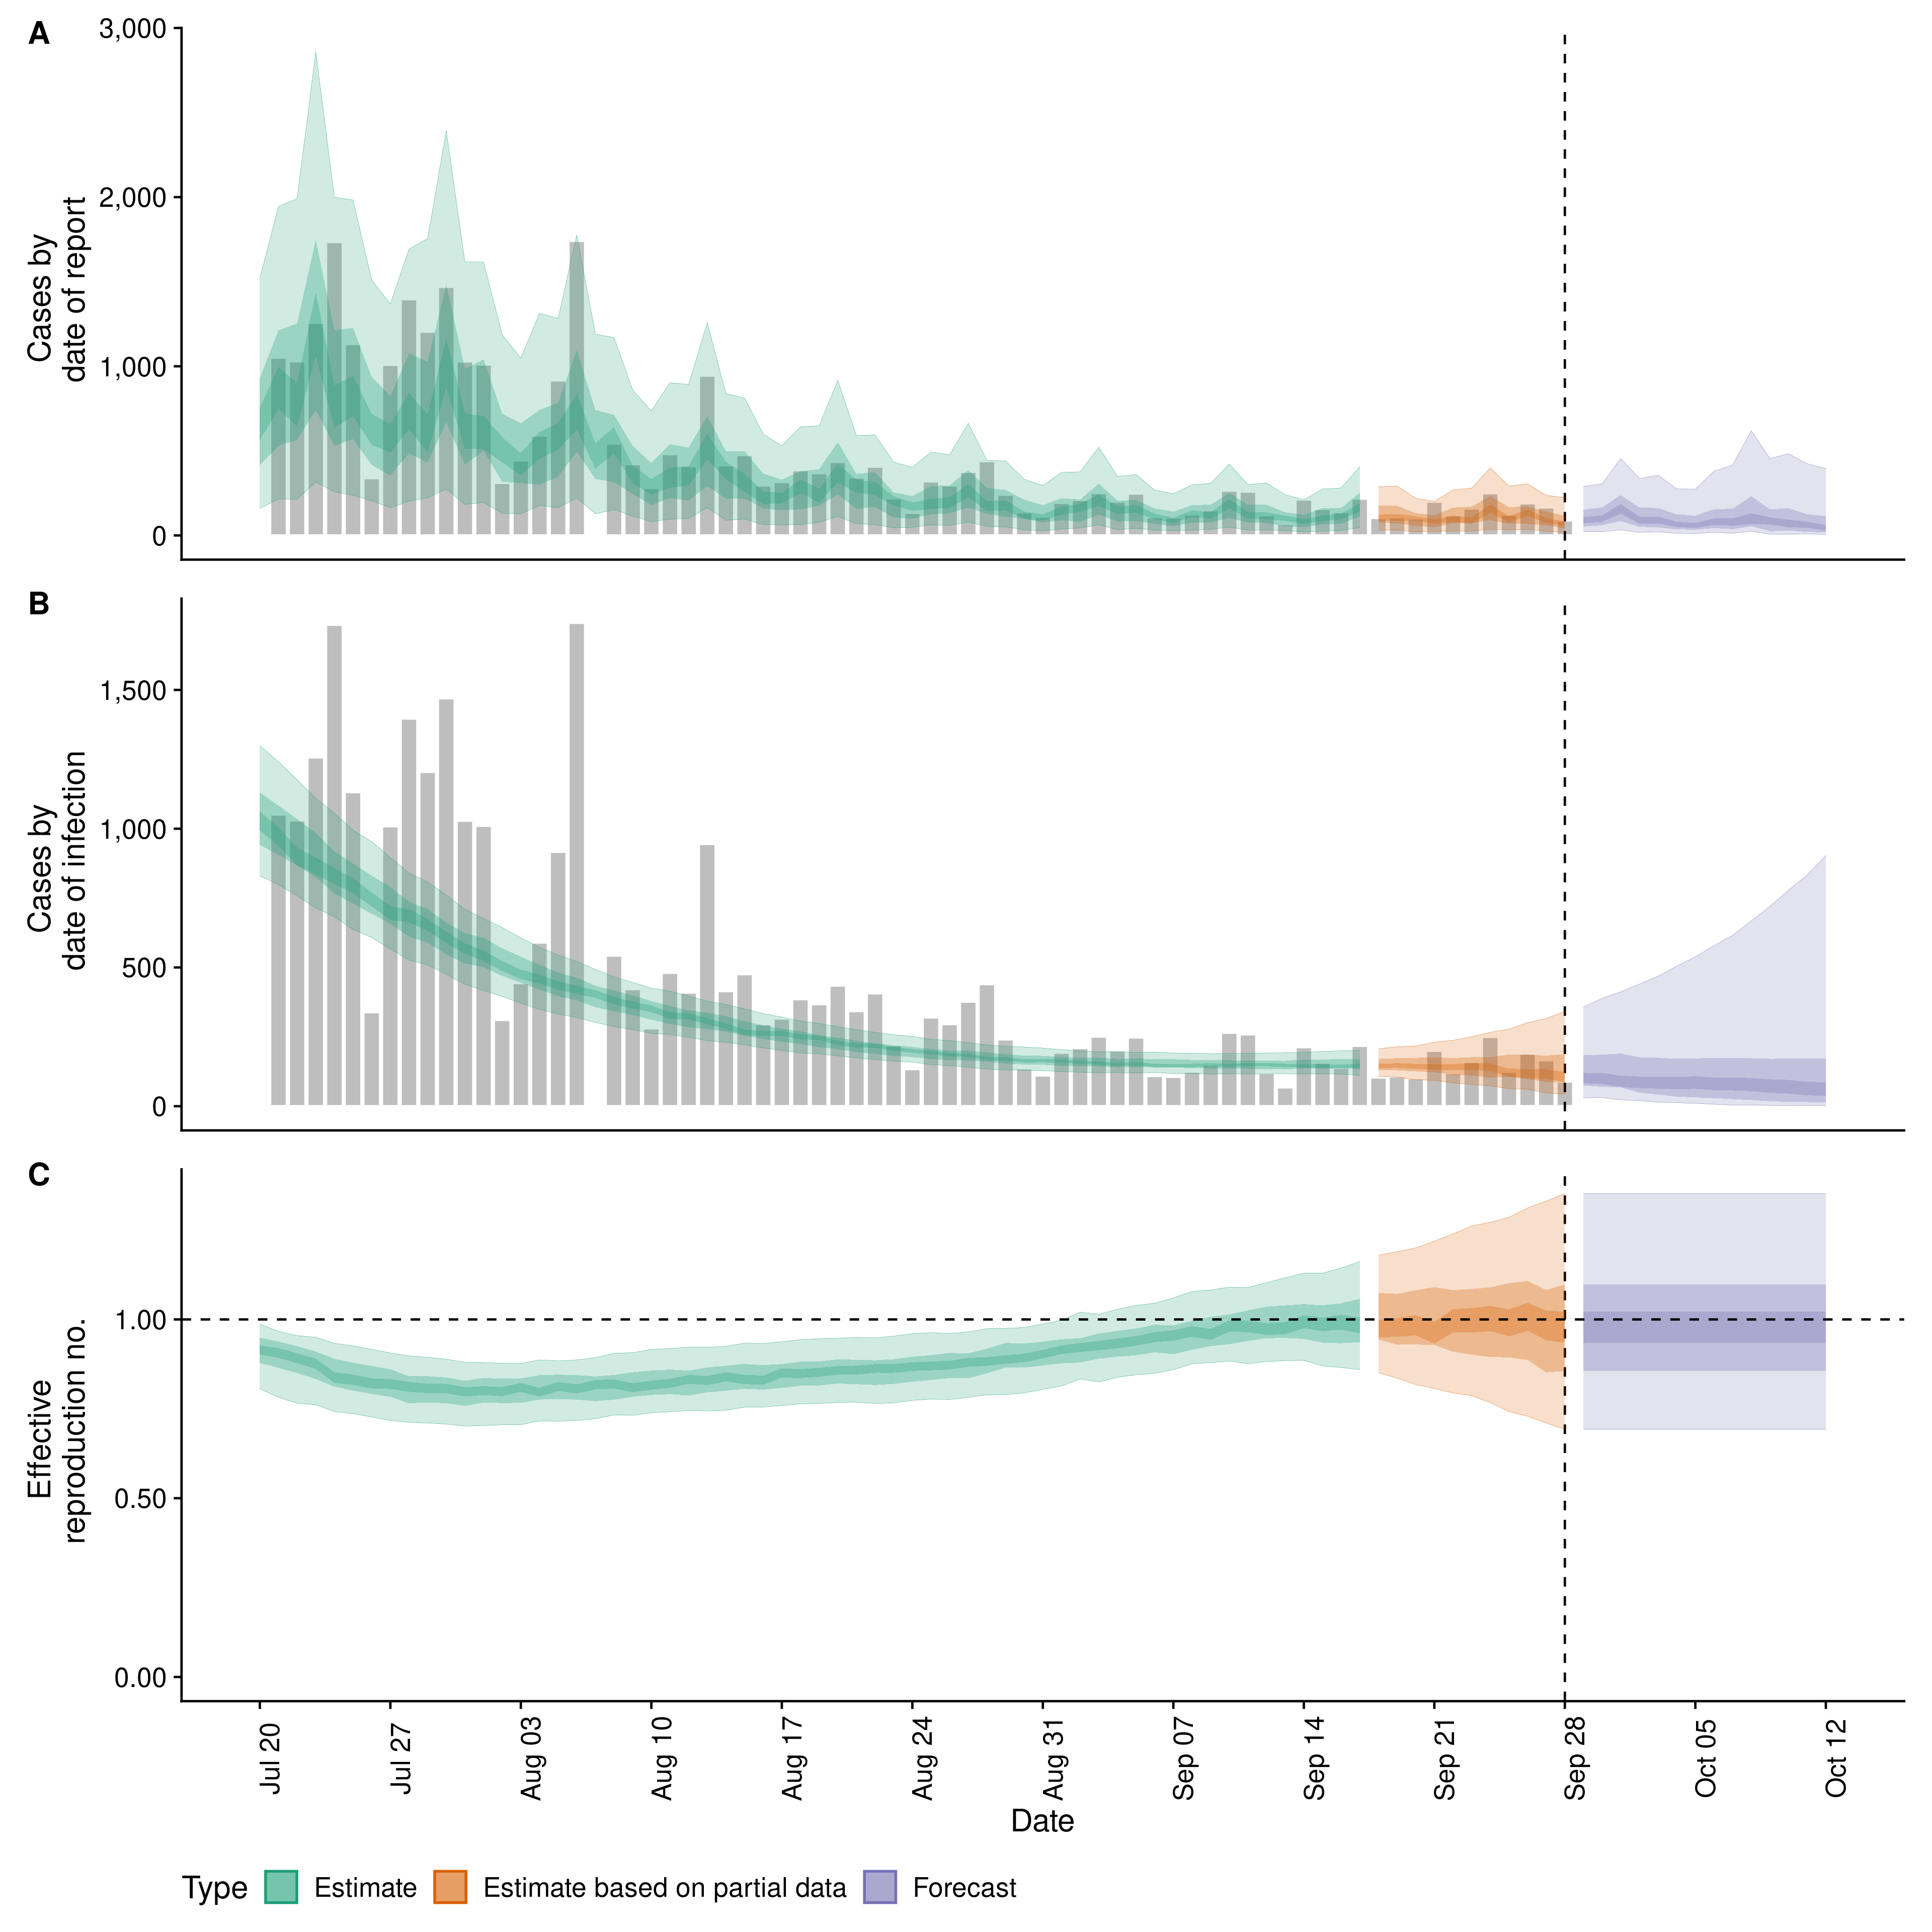 A
3,000
2,000
1,000
0
Cases by
date of report
B
1,500
1,000
500
0
Cases by
date of infection
C
1.00
0.50
0.00
Effective
reproduction no.
Jul 20
Jul 27
Aug 03
Aug 10
Aug 17
Aug 24
Aug 31
Sep 07
Sep 14
Sep 21
Sep 28
Oct 05
Oct 12
Date
Type Estimate Estimate based on partial data Forecast